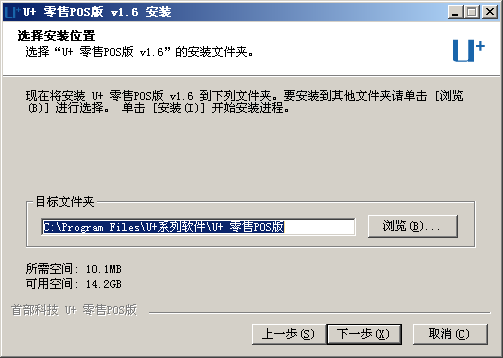 U+ 零售POS版 v1.6 安装
选择安装位置
选择“U+ 零售POS版 v1.6”的安装文件夹。
U+
现在将安装 U+ 零售POS版 v1.6 到下列文件夹。要安装到其他文件夹请单击 [浏览
(B)] 进行选择。 单击 [安装(I)] 开始安装进程。
目标文件夹
C:\Program Files\U+系列软件\U+ 零售POS版
浏览(B)...
所需空间: 10.1MB
可用空间: 14.2GB
首部科技 U+ 零售POS版
上一步(S) 下一步(X) 取消(C)